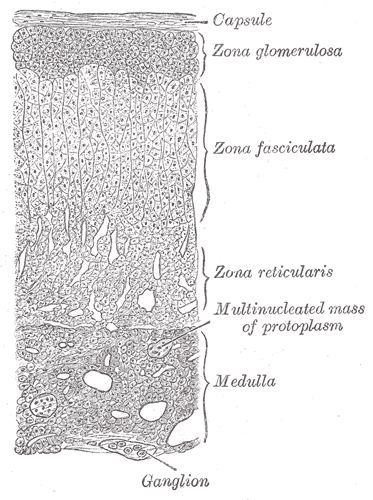 Capsule
Zona glomerulosa
Zona fasciculata
Zona reticularis
Multinucleated mass
of protoplasm
Medulla
Ganglion